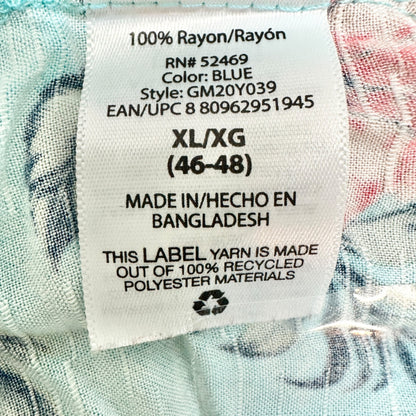 100% Rayon/Rayón
RN# 52469
Color: BLUE
Style: GM20Y039
EAN/UPC 8 80962951945
XL/XG
(46-48)
MADE IN/HECHO EN
BANGLADESH
THIS LABEL YARN IS MADE
OUT OF 100% RECYCLED
POLYESTER MATERIALS